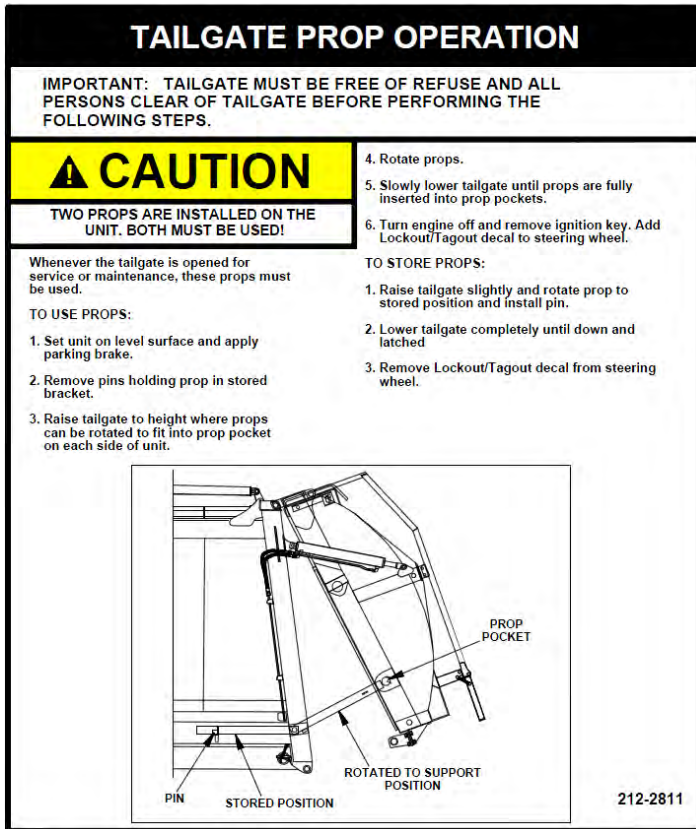 TAILGATE PROP OPERATION
IMPORTANT: TAILGATE MUST BE FREE OF REFUSE AND ALL
PERSONS CLEAR OF TAILGATE BEFORE PERFORMING THE
FOLLOWING STEPS.
CAUTION
TWO PROPS ARE INSTALLED ON THE
UNIT. BOTH MUST BE USED!
Whenever the tailgate is opened for
service or maintenance, these props must
be used.
TO USE PROPS:
1. Set unit on level surface and apply
parking brake.
2. Remove pins holding prop in stored
bracket.
3. Raise tailgate to height where props
can be rotated to fit into prop pocket
on each side of unit.
4. Rotate props.
5. Slowly lower tailgate until props are fully
inserted into prop pockets.
6. Turn engine off and remove ignition key. Add
Lockout/Tagout decal to steering wheel.
TO STORE PROPS:
1. Raise tailgate slightly and rotate prop to
stored position and install pin.
2. Lower tailgate completely until down and
latched
3. Remove Lockout/Tagout decal from steering
wheel.
PROP
POCKET
ROTATED TO SUPPORT
POSITION
PIN
STORED POSITION
212-2811